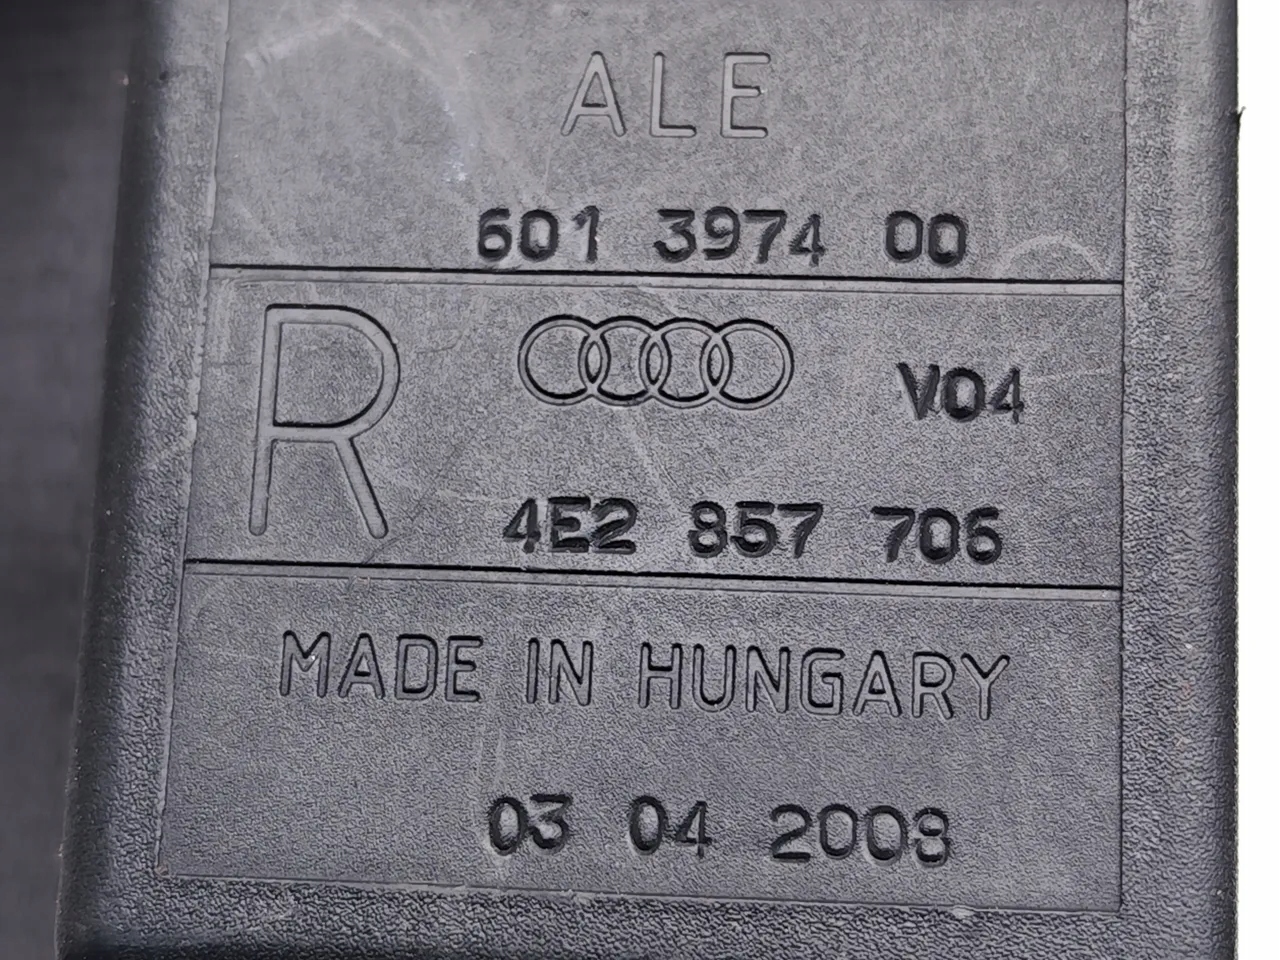 ALE
601 3974 00
R V04
4E2 857 706
MADE IN HUNGARY
03 04 2008